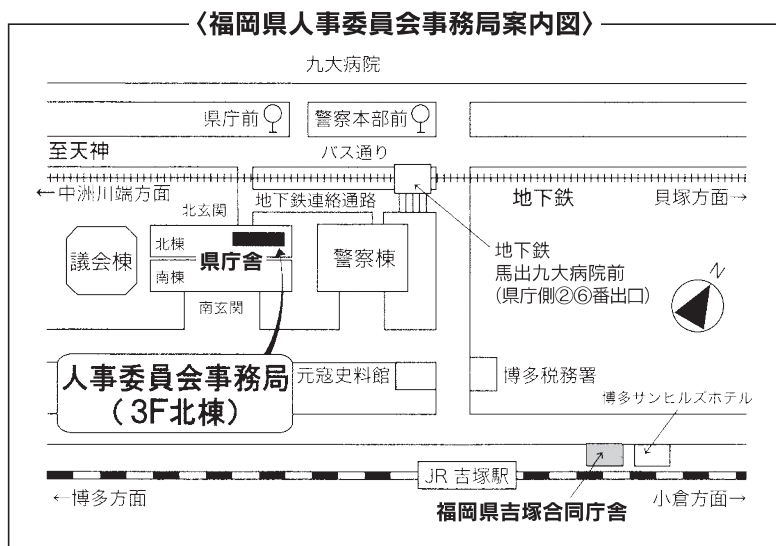 〈福岡県人事委員会事務局案内図〉
九大病院
県庁前
警察本部前
至天神
バス通り
←中洲川端方面
地下鉄連絡通路
地下鉄
貝塚方面→
北玄関
議会棟
北棟
県庁舎
南棟
警察棟
地下鉄
馬出九大病院前
(県庁側②⑥番出口)
N
南玄関
人事委員会事務局
(3F北棟)
元寇史料館
博多税務署
博多サンヒルズホテル
JR 吉塚駅
←博多方面
福岡県吉塚合同庁舎
小倉方面→